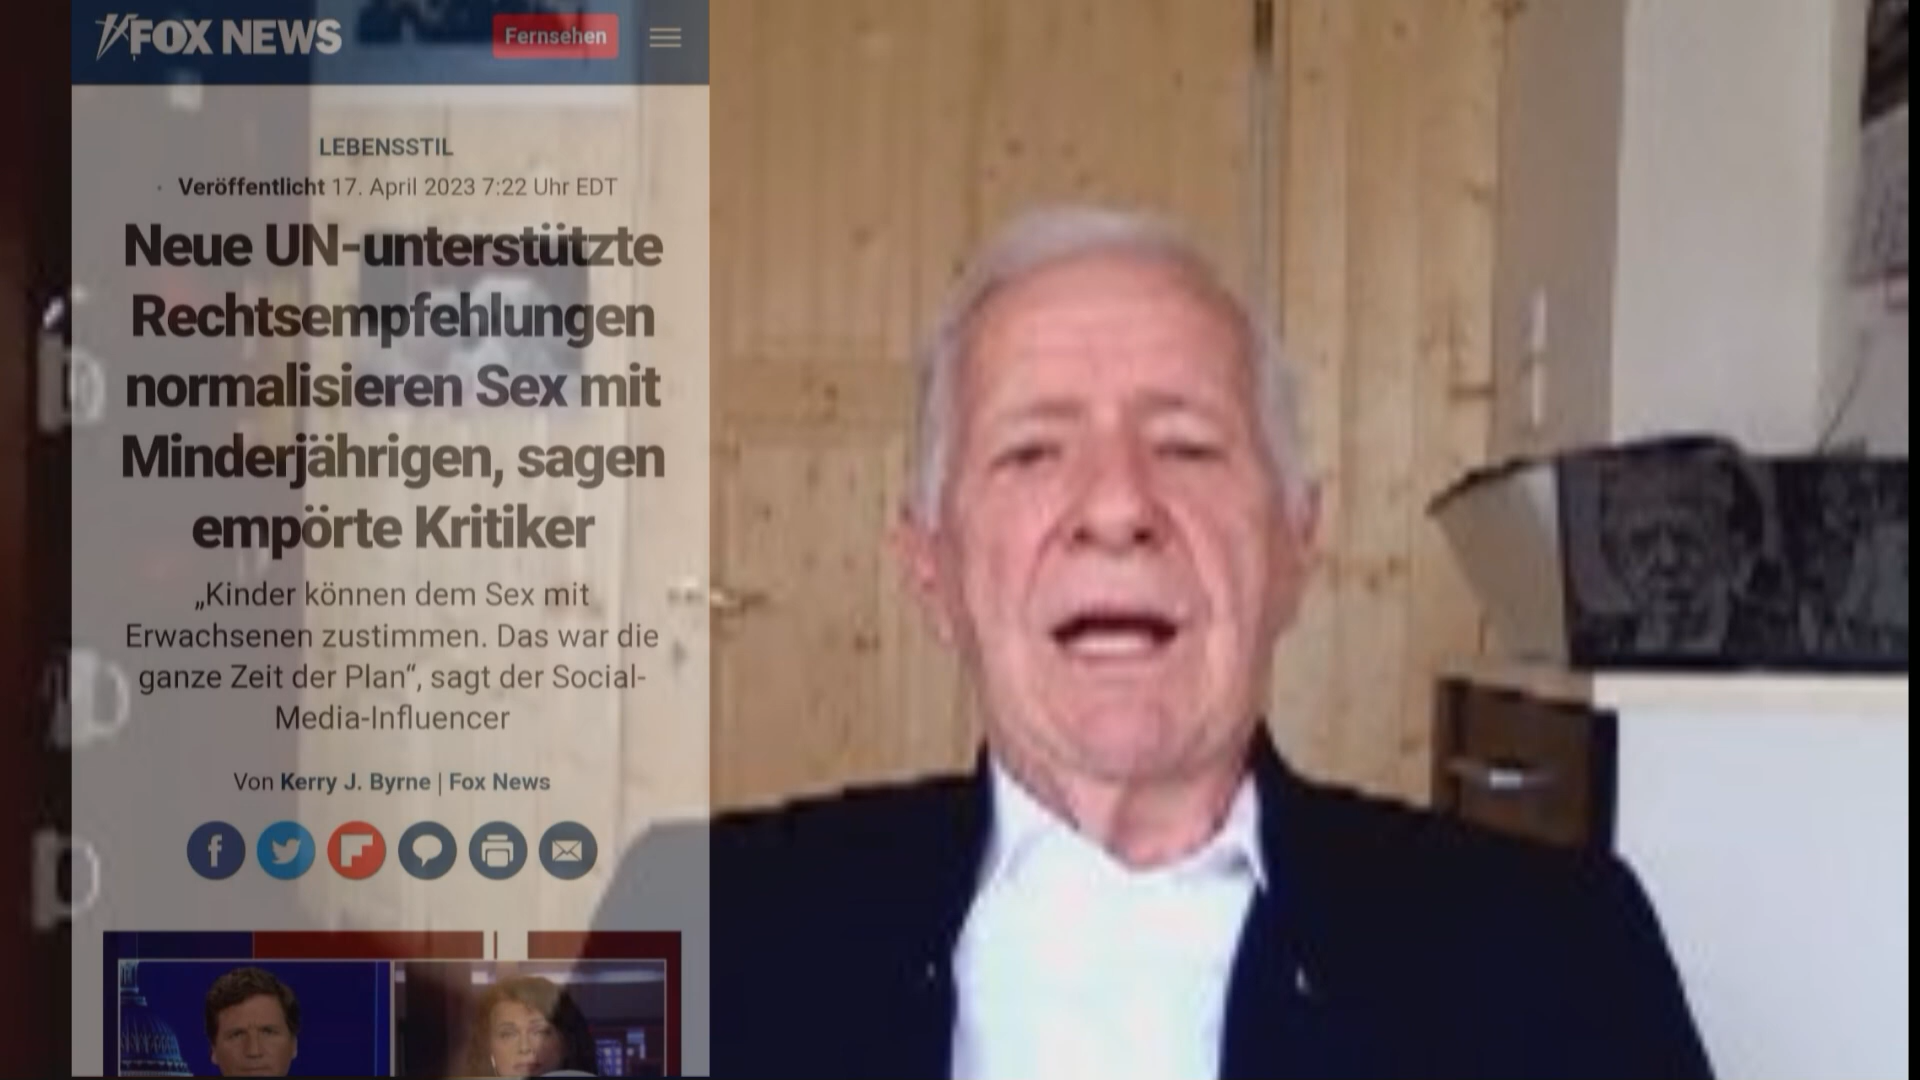 FOX NEWS
Fernsehen
LEBENSSTIL
· Veröffentlicht 17. April 2023 7:22 Uhr EDT
Neue UN-unterstützte
Rechtsempfehlungen
normalisieren Sex mit
Minderjährigen, sagen
empörte Kritiker
„Kinder können dem Sex mit
Erwachsenen zustimmen. Das war die
ganze Zeit der Plan“, sagt der Social-
Media-Influencer
Von Kerry J. Byrne | Fox News